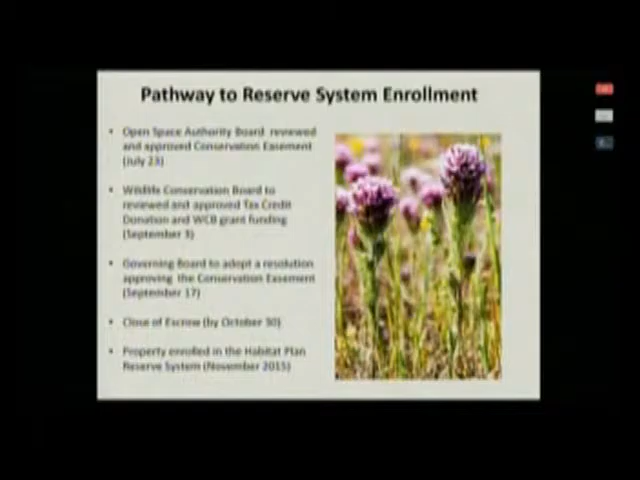 Pathway to Reserve System Enrollment
• Open Space Authority Board reviewed
and approved Conservation Easement
(July 23)
• Wildlife Conservation Board to
reviewed and approved Tax Credit
Donation and WCB grant funding
(September 3)
• Governing Board to adopt a resolution
approving the Conservation Easement
(September 17)
• Close of Escrow (by October 30)
• Property enrolled in the Habitat Plan
Reserve System (November 2015)